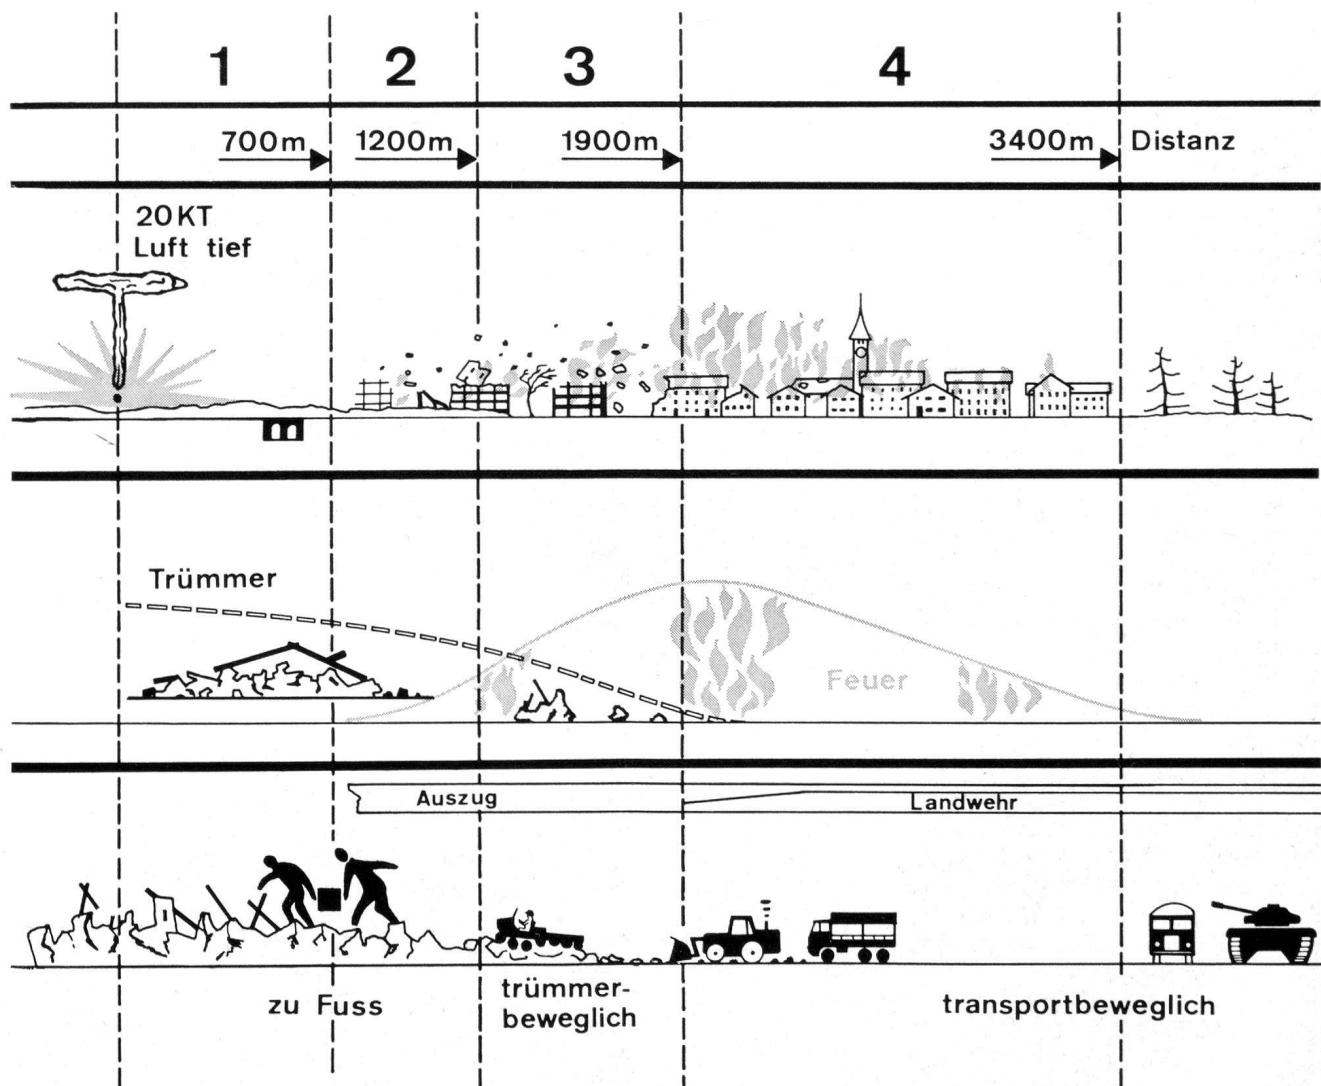 1 2 3 4
700m 1200m 1900m 3400m Distanz
20KT
Luft tief
Trümmer
Feuer
Auszug
Landwehr
zu Fuss
trümmer-
beweglich
transportbeweglich